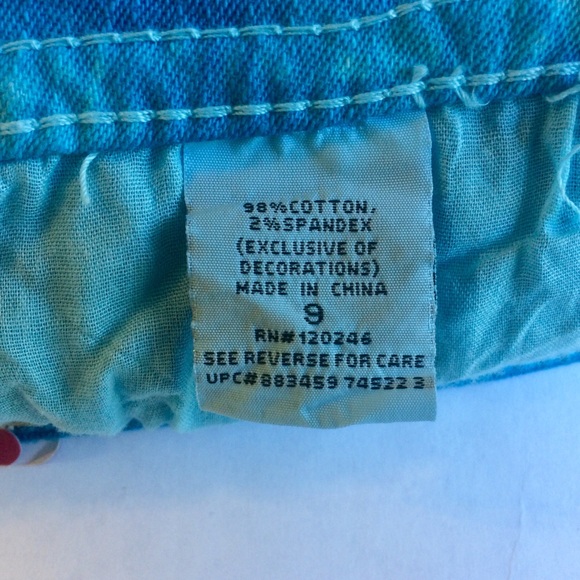 98%COTTON,
2%SPANDEX
(EXCLUSIVE OF
DECORATIONS)
MADE IN CHINA
9
RN#120246
SEE REVERSE FOR CARE
UPC#883459 74522 3